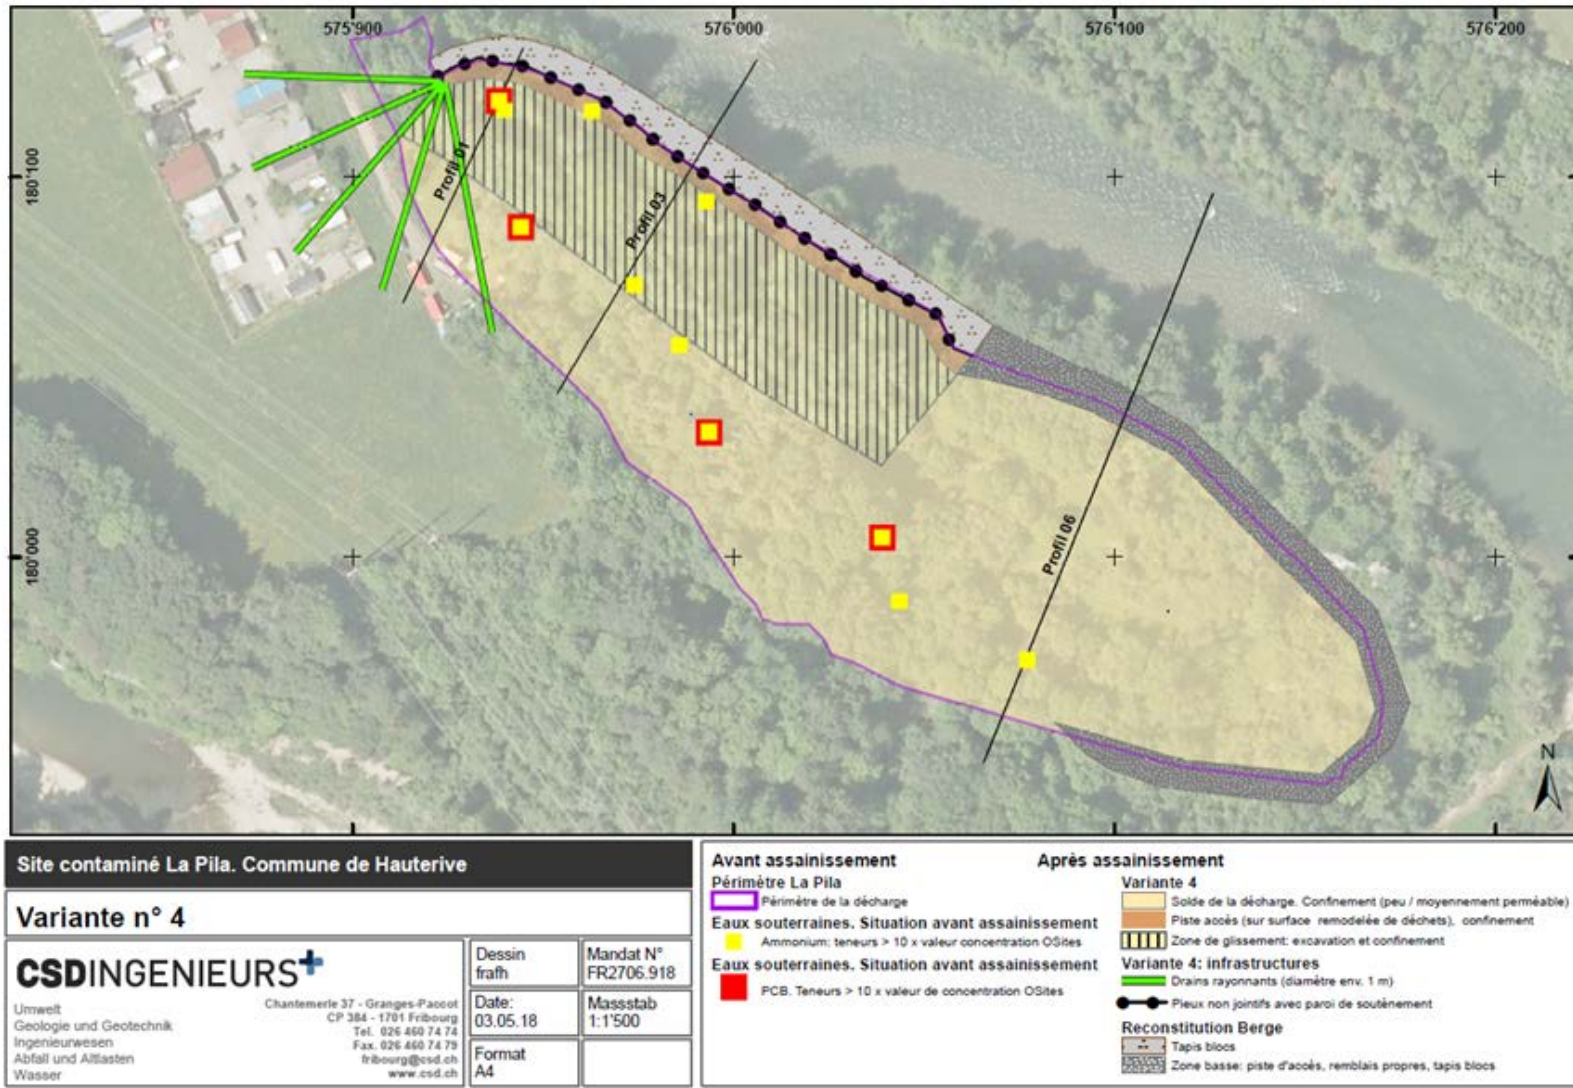 575'900
576'000
576'100
576'200
180'100
180'000
Profil 01
Profil 03
Profil 06
N
Site contaminé La Pila. Commune de Hauterive
Variante n° 4
CSDINGENIEURS+
Umwelt
Geologie und Geotechnik
Ingenieurwesen
Abfall und Altlasten
Wasser
Chantemerle 37 - Granges-Paccot
CP 384 - 1701 Fribourg
Tel. 026 460 74 74
Fax. 026 460 74 79
fribourg@csd.ch
www.csd.ch
Dessin
frafh
Mandat N°
FR2706.918
Date:
03.05.18
Massstab
1:1'500
Format
A4
Avant assainissement
Périmètre La Pila
Périmètre de la décharge
Eaux souterraines. Situation avant assainissement
Ammonium: teneurs > 10 x valeur concentration OSites
Eaux souterraines. Situation avant assainissement
PCB. Teneurs > 10 x valeur de concentration OSites
Après assainissement
Variante 4
Solde de la décharge. Confinement (peu / moyennement perméable)
Piste accès (sur surface remodelée de déchets), confinement
Zone de glissement: excavation et confinement
Variante 4: infrastructures
Drains rayonnants (diamètre env. 1 m)
Pieux non jointifs avec paroi de soutènement
Reconstitution Berge
Tapis blocs
Zone basse: piste d'accès, remblais propres, tapis blocs